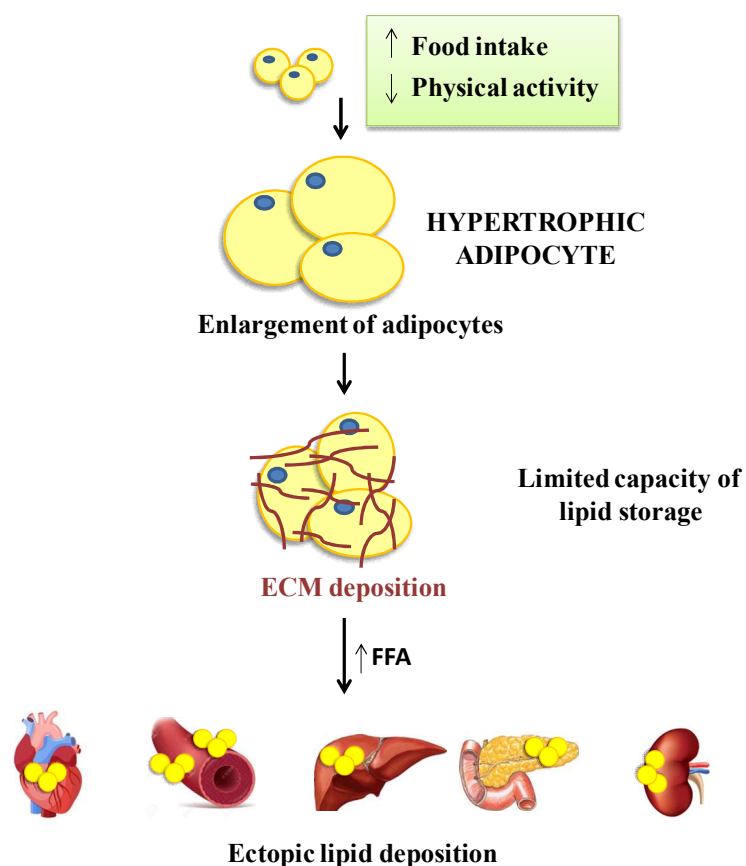 ↑ Food intake
↓ Physical activity
HYPERTROPHIC
ADIPOCYTE
Enlargement of adipocytes
Limited capacity of
lipid storage
ECM deposition
↑ FFA
Ectopic lipid deposition